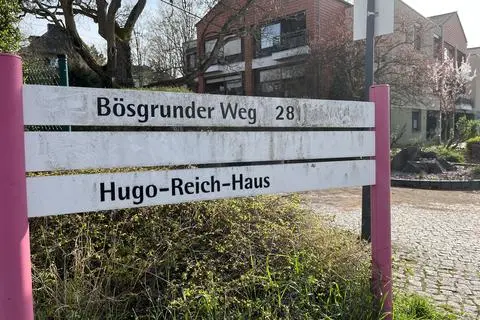 Bösgrunder Weg 28
Hugo-Reich-Haus